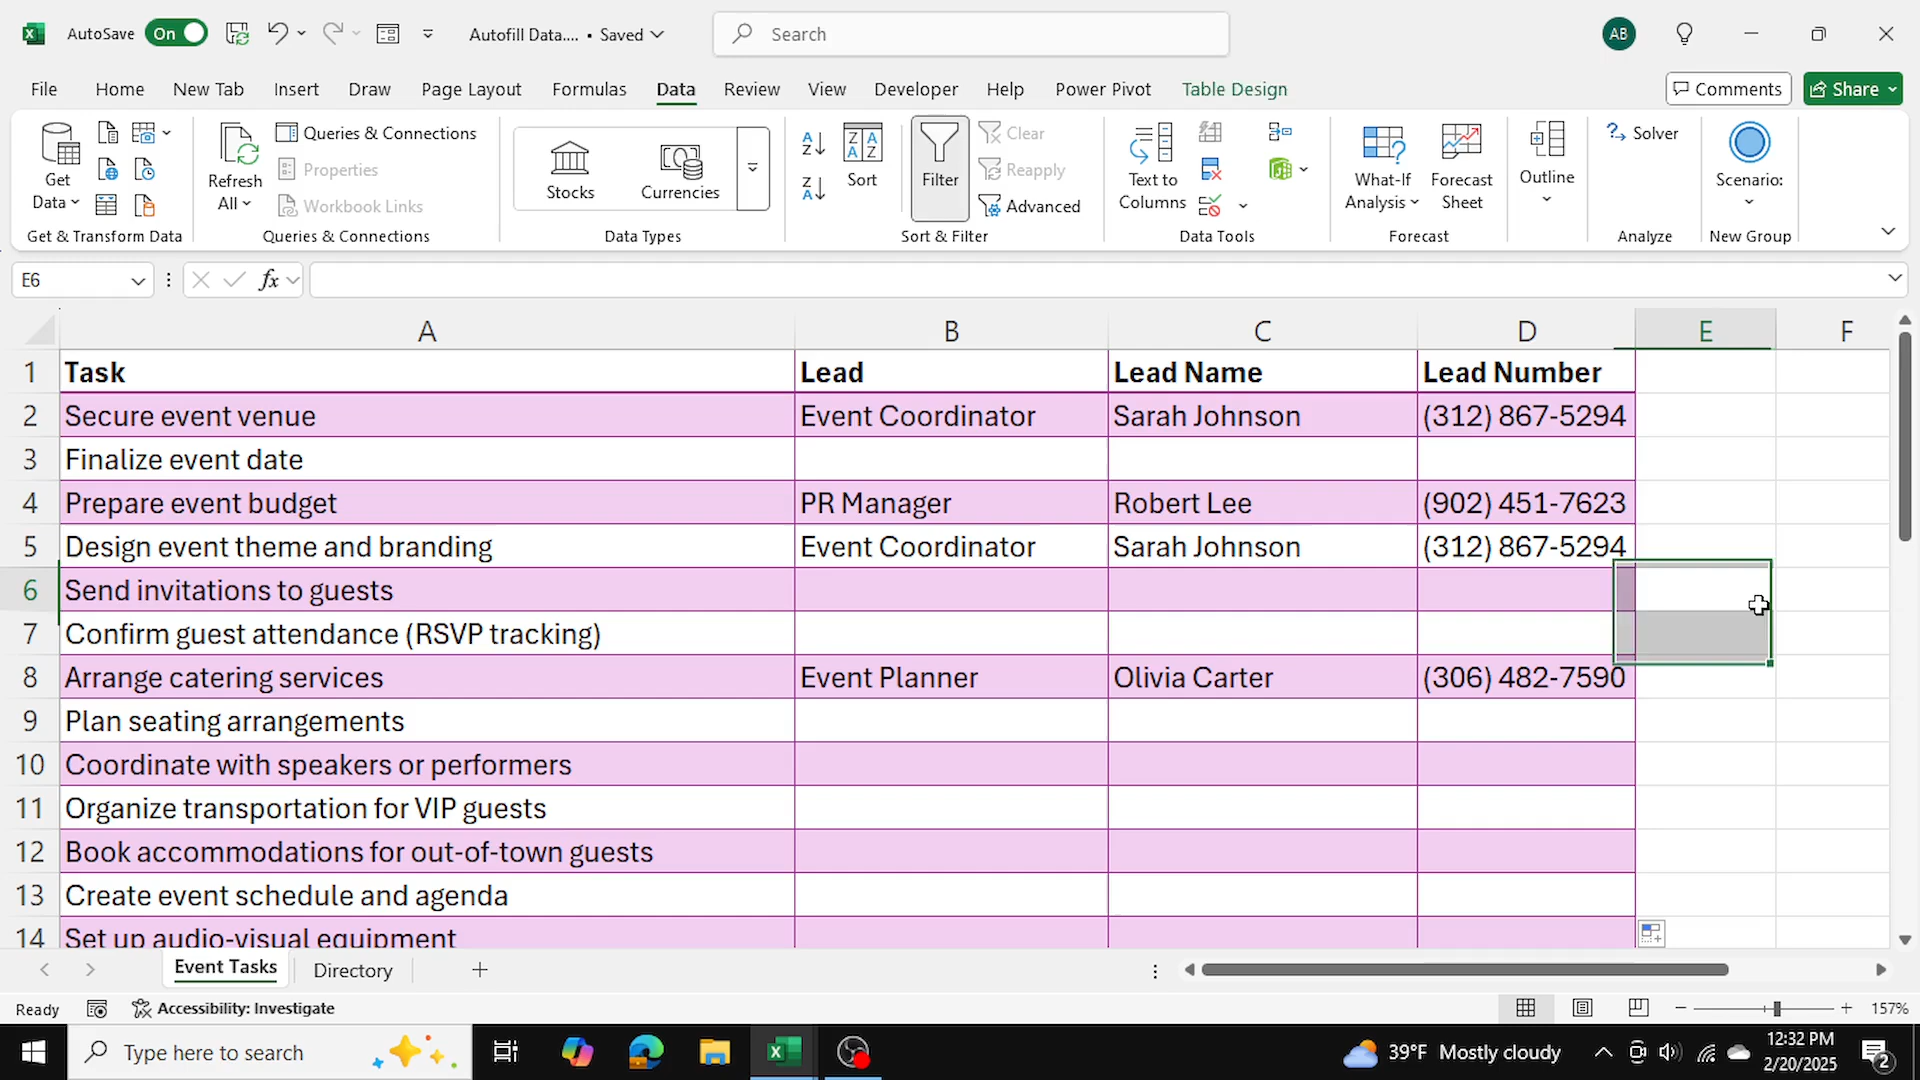 AutoSave On Autofill Data.... • Saved Search AB
File Home New Tab Insert Draw Page Layout Formulas Data Review View Developer Help Power Pivot Table Design Comments Share
Get Data
Refresh All
Queries & Connections
Properties
Workbook Links
Stocks
Currencies
Sort
Filter
Clear
Reapply
Advanced
Text to Columns
What-If Analysis
Forecast Sheet
Outline
Solver
Scenario:
Get & Transform Data Queries & Connections Data Types Sort & Filter Data Tools Forecast Analyze New Group
E6 fx
A B C D E F
1 Task Lead Lead Name Lead Number
2 Secure event venue Event Coordinator Sarah Johnson (312) 867-5294
3 Finalize event date
4 Prepare event budget PR Manager Robert Lee (902) 451-7623
5 Design event theme and branding Event Coordinator Sarah Johnson (312) 867-5294
6 Send invitations to guests
7 Confirm guest attendance (RSVP tracking)
8 Arrange catering services Event Planner Olivia Carter (306) 482-7590
9 Plan seating arrangements
10 Coordinate with speakers or performers
11 Organize transportation for VIP guests
12 Book accommodations for out-of-town guests
13 Create event schedule and agenda
14 Set up audio-visual equipment
Event Tasks Directory
Ready Accessibility: Investigate 157%
Type here to search 39°F Mostly cloudy 12:32 PM
2/20/2025 2